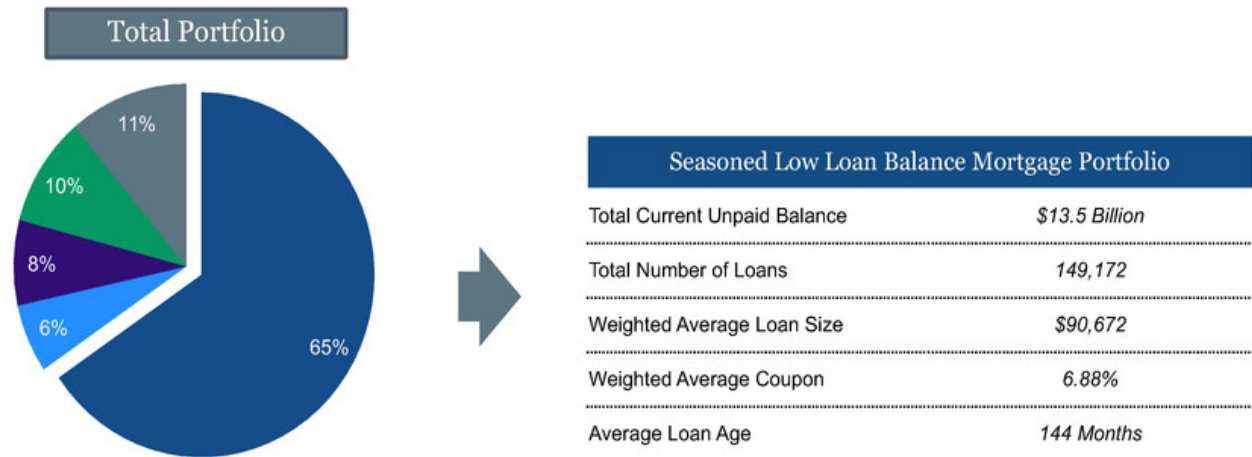 Total Portfolio
11%
10%
8%
6%
65%
Seasoned Low Loan Balance Mortgage Portfolio
Total Current Unpaid Balance $13.5 Billion
Total Number of Loans 149,172
Weighted Average Loan Size $90,672
Weighted Average Coupon 6.88%
Average Loan Age 144 Months